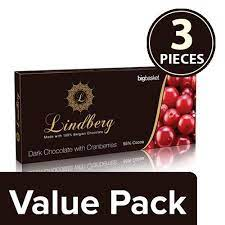 3
PIECES
bigbasket
L
Lindberg
Made with 100% Belgian Chocolate
Dark Chocolate with Cranberries 55% Cocoa
Value Pack